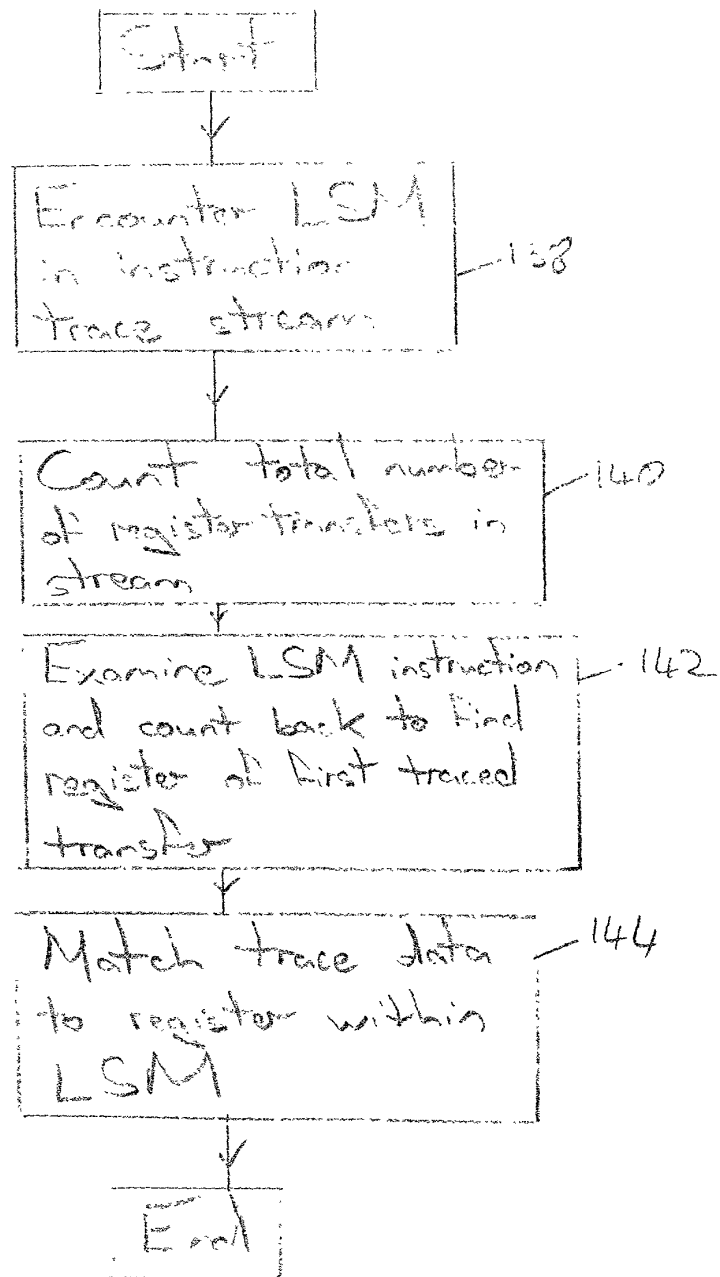 Start
Encounter LSM
in instruction
trace stream
138
Count total number
of register transfers in
stream
140
Examine LSM instruction
and count back to find
register of first traced
transfer
142
Match trace data
to register within
LSM
144
End